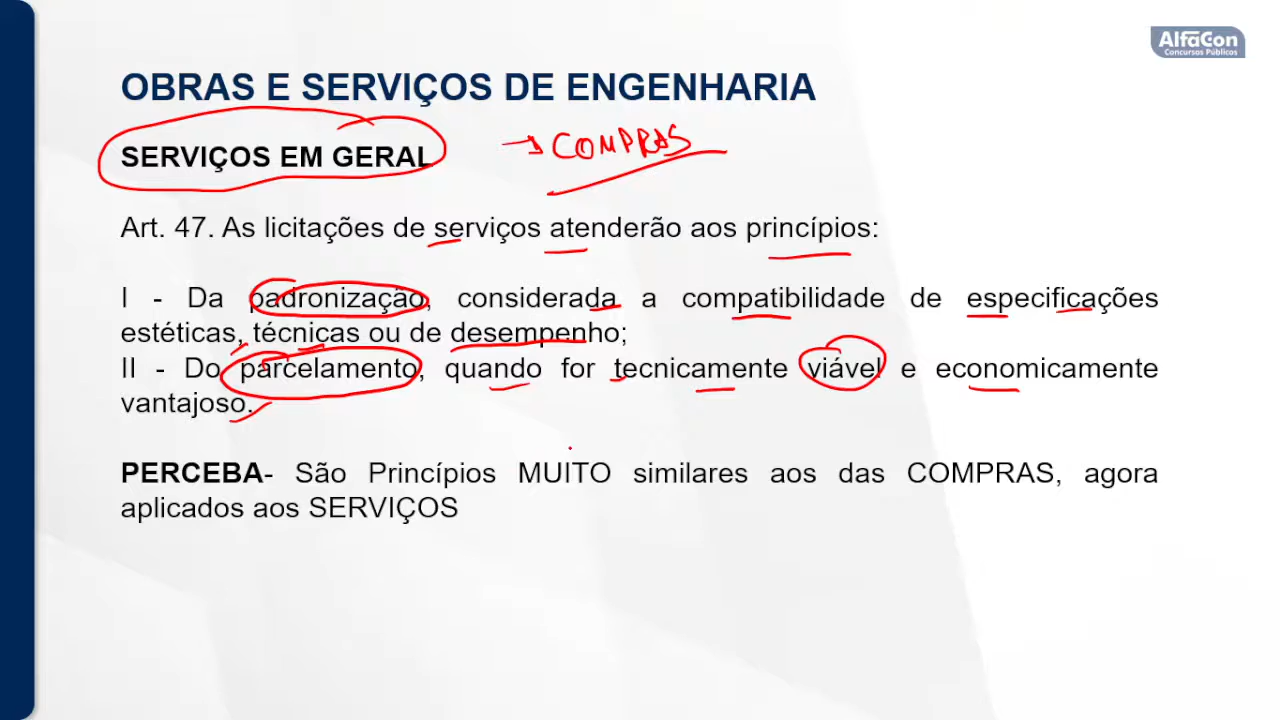 AlfaCon
Concursos Públicos
OBRAS E SERVIÇOS DE ENGENHARIA
SERVIÇOS EM GERAL
→ COMPRAS
Art. 47. As licitações de serviços atenderão aos princípios:
I - Da padronização, considerada a compatibilidade de especificações
estéticas, técnicas ou de desempenho;
II - Do parcelamento, quando for tecnicamente viável e economicamente
vantajoso.
PERCEBA- São Princípios MUITO similares aos das COMPRAS, agora
aplicados aos SERVIÇOS